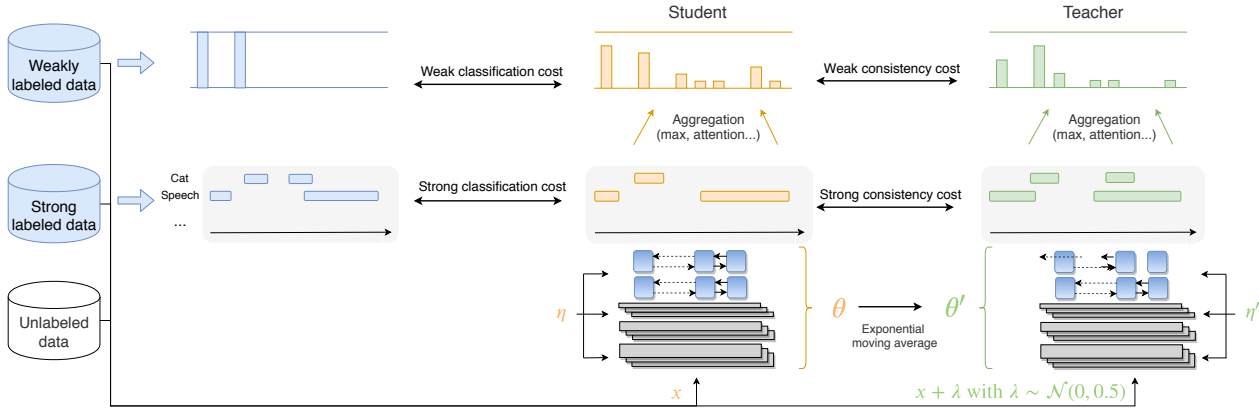 Student
Teacher
Weakly
labeled data
Weak classification cost
Weak consistency cost
Aggregation
(max, attention...)
Aggregation
(max, attention...)
Strong
labeled data
Cat
Speech
...
Strong classification cost
Strong consistency cost
Unlabeled
data
η
θ
Exponential
moving average
θ′
η′
x
x + λ with λ ∼ 𝒩(0, 0.5)